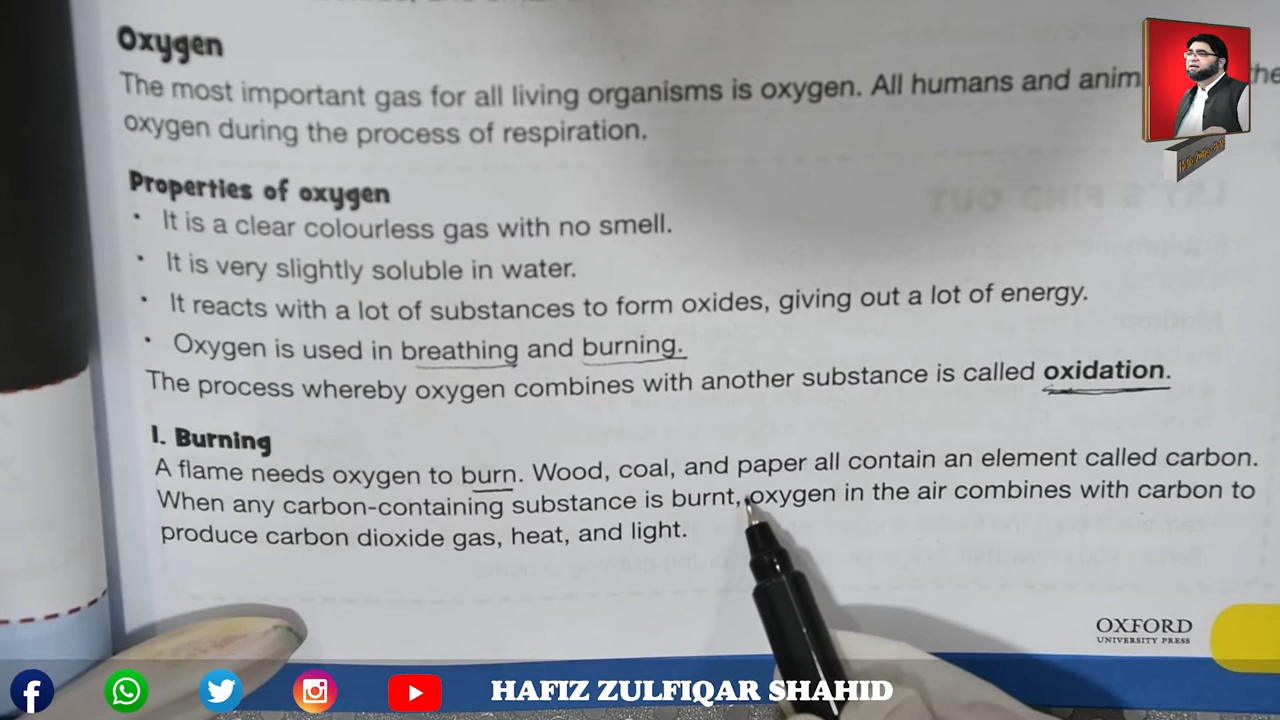 Oxygen
The most important gas for all living organisms is oxygen. All humans and anim the
oxygen during the process of respiration.
Properties of oxygen
• It is a clear colourless gas with no smell.
• It is very slightly soluble in water.
• It reacts with a lot of substances to form oxides, giving out a lot of energy.
• Oxygen is used in breathing and burning.
The process whereby oxygen combines with another substance is called oxidation.
I. Burning
A flame needs oxygen to burn. Wood, coal, and paper all contain an element called carbon.
When any carbon-containing substance is burnt, oxygen in the air combines with carbon to
produce carbon dioxide gas, heat, and light.
LET'S FIND OUT
OXFORD
UNIVERSITY PRESS
HAFIZ ZULFIQAR SHAHID